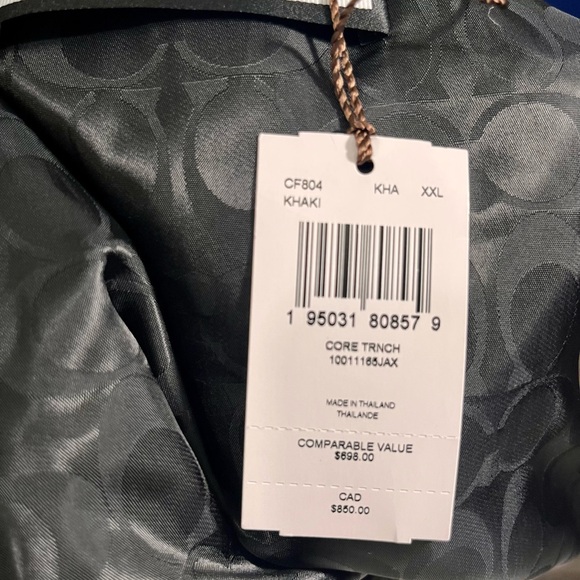 CF804 KHA XXL
KHAKI
1 95031 80857 9
CORE TRNCH
10011166JAX
MADE IN THAILAND
THAILANDE
COMPARABLE VALUE
$698.00
CAD
$850.00